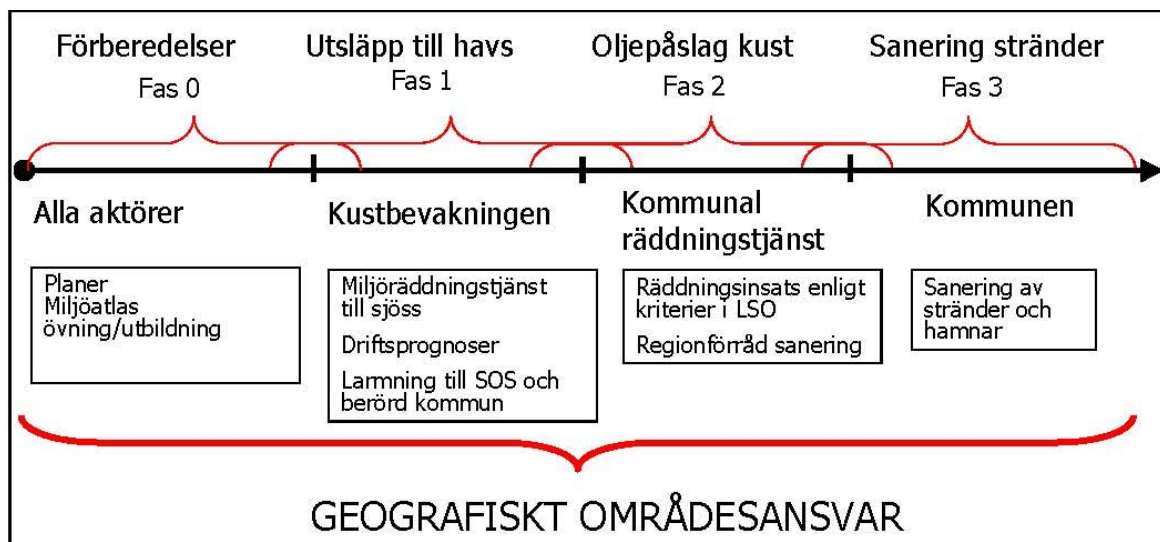 Förberedelser
Fas 0
Utsläpp till havs
Fas 1
Oljepåslag kust
Fas 2
Sanering stränder
Fas 3
Alla aktörer
Planer
Miljöatlas
övning/utbildning
Kustbevakningen
Miljöräddningstjänst
till sjöss
Driftsprognoser
Larmning till SOS och
berörd kommun
Kommunal
räddningstjänst
Räddningsinsats enligt
kriterier i LSO
Regionförråd sanering
Kommunen
Sanering av
stränder och
hamnar
GEOGRAFISKT OMRÅDESANSVAR